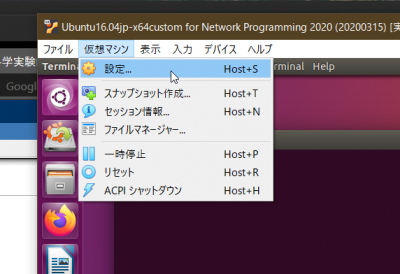 Ubuntu16.04jp-x64custom for Network Programming 2020 (20200315) [実
ファイル 仮想マシン 表示 入力 デバイス ヘルプ
学実験
Goog
Termin
erminal Help
設定... Host+S
スナップショット作成... Host+T
セッション情報... Host+N
ファイルマネージャー...
一時停止 Host+P
リセット Host+R
ACPI シャットダウン Host+H